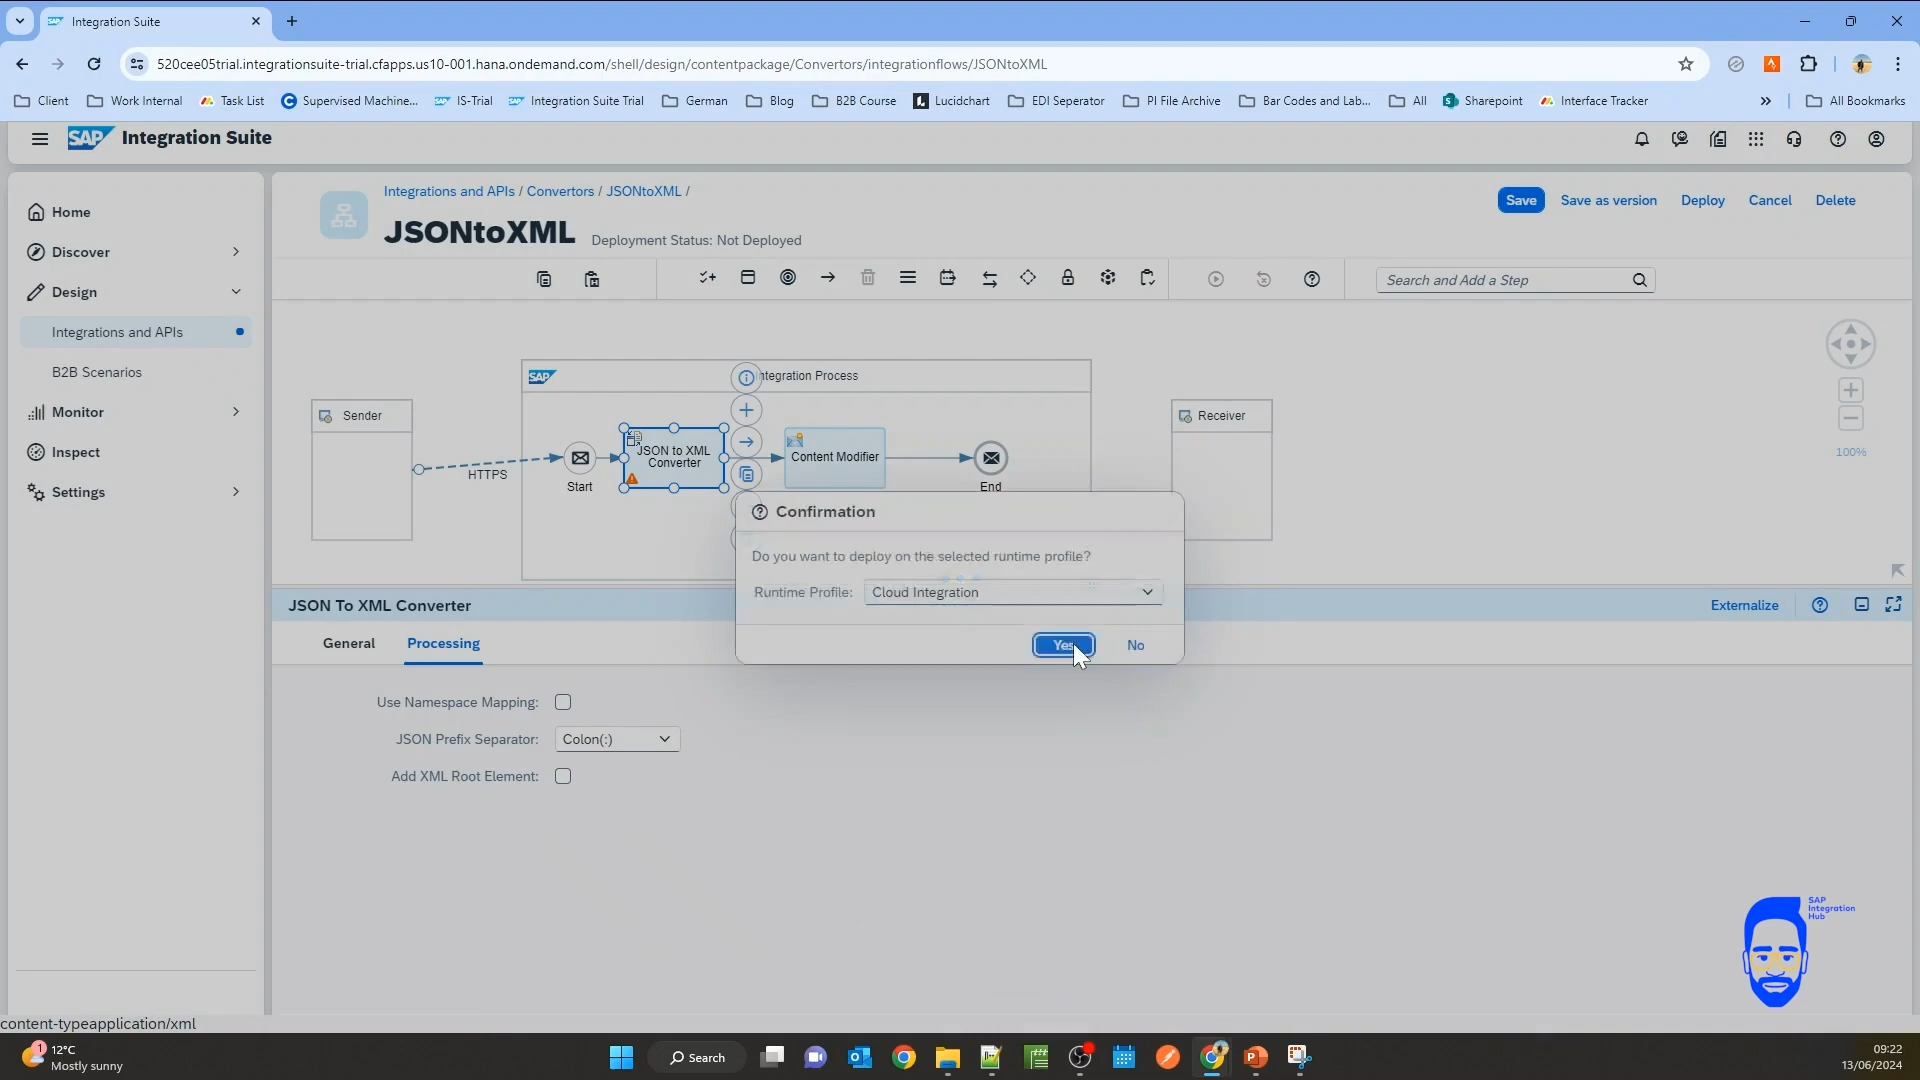 Integration Suite
520cee05trial.integrationsuite-trial.cfapps.us10-001.hana.ondemand.com/shell/design/contentpackage/Convertors/integrationflows/JSONtoXML
Client
Work Internal
Task List
Supervised Machine...
IS-Trial
Integration Suite Trial
German
Blog
B2B Course
Lucidchart
EDI Seperator
PI File Archive
Bar Codes and Lab...
All
Sharepoint
Interface Tracker
»
All Bookmarks
SAP Integration Suite
Home
Discover
Design
Integrations and APIs
B2B Scenarios
Monitor
Inspect
Settings
Integrations and APIs / Convertors / JSONtoXML /
JSONtoXML
Deployment Status: Not Deployed
Save
Save as version
Deploy
Cancel
Delete
Search and Add a Step
SAP
Integration Process
Sender
HTTPS
Start
JSON to XML
Converter
Content Modifier
End
Receiver
100%
Confirmation
Do you want to deploy on the selected runtime profile?
Runtime Profile:
Cloud Integration
Yes
No
JSON To XML Converter
Externalize
General
Processing
Use Namespace Mapping:
JSON Prefix Separator:
Colon(:)
Add XML Root Element:
SAP
Integration
Hub
content-typeapplication/xml
1
12°C
Mostly sunny
Search
09:22
13/06/2024